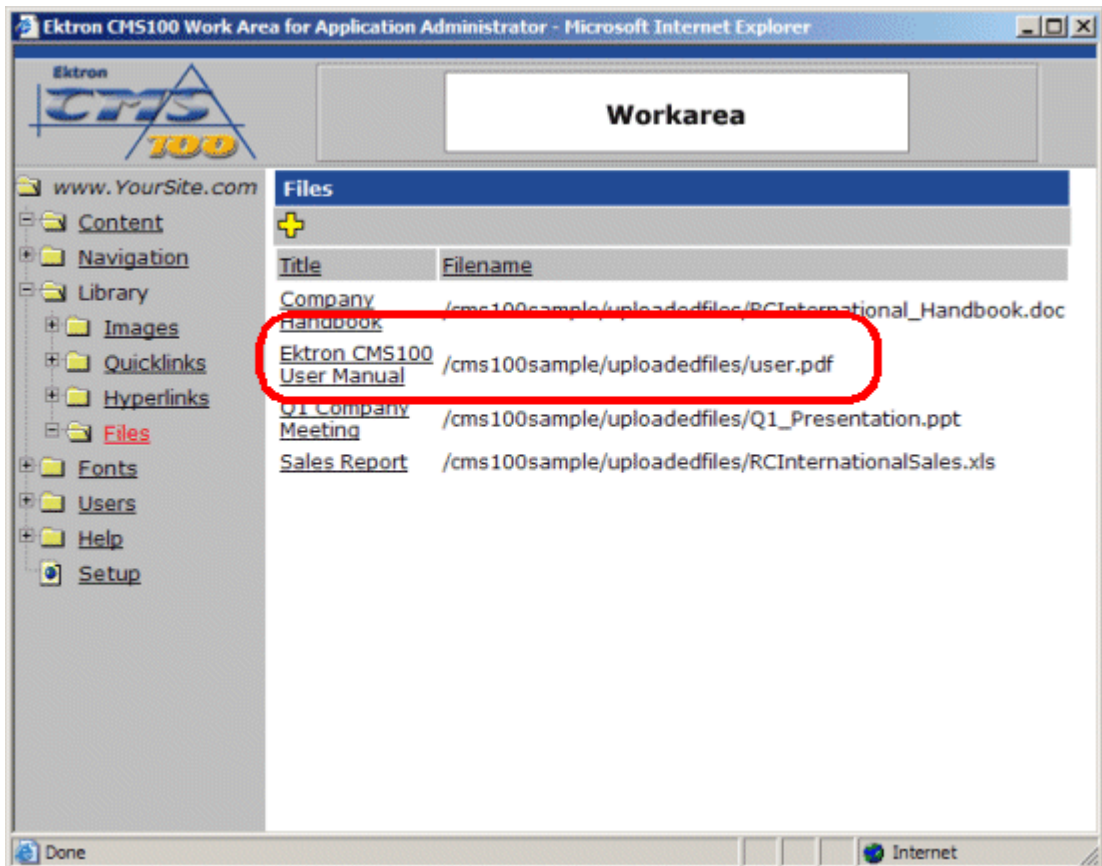 Ektron CMS100 Work Area for Application Administrator - Microsoft Internet Explorer
Ektron
CMS
100
Workarea
www.YourSite.com
Content
Navigation
Library
Images
Quicklinks
Hyperlinks
Files
Fonts
Users
Help
Setup
Files
Title Filename
Company
Handbook /cms100sample/uploadedfiles/RCInternational_Handbook.doc
Ektron CMS100
User Manual /cms100sample/uploadedfiles/user.pdf
Q1 Company
Meeting /cms100sample/uploadedfiles/Q1_Presentation.ppt
Sales Report /cms100sample/uploadedfiles/RCInternationalSales.xls
Done Internet